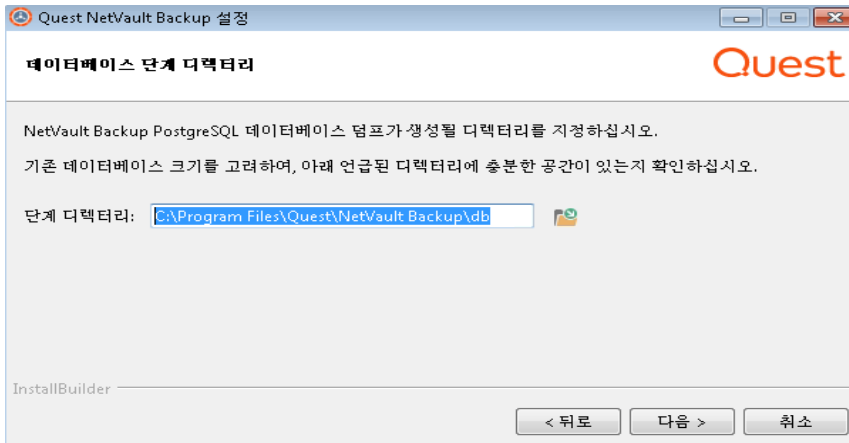 Quest NetVault Backup 설정
데이터베이스 단계 디렉터리
Quest
NetVault Backup PostgreSQL 데이터베이스 덤프가 생성될 디렉터리를 지정하십시오.
기존 데이터베이스 크기를 고려하여, 아래 언급된 디렉터리에 충분한 공간이 있는지 확인하십시오.
단계 디렉터리: C:\Program Files\Quest\NetVault Backup\db
InstallBuilder
< 뒤로 다음 > 취소